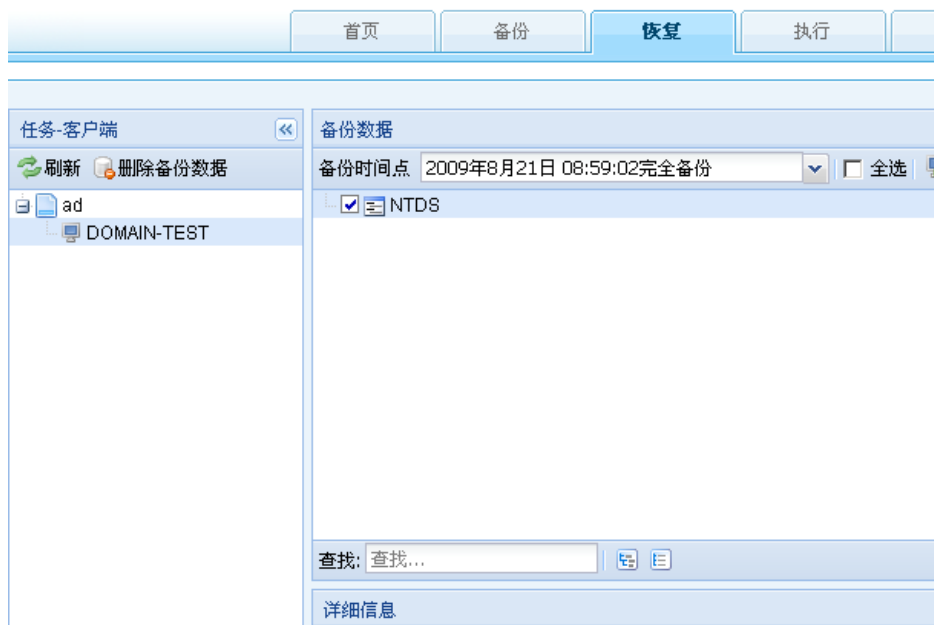 首页 备份 恢复 执行
任务-客户端
备份数据
刷新 删除备份数据
备份时间点 2009年8月21日 08:59:02完全备份 全选
ad
NTDS
DOMAIN-TEST
查找: 查找...
详细信息